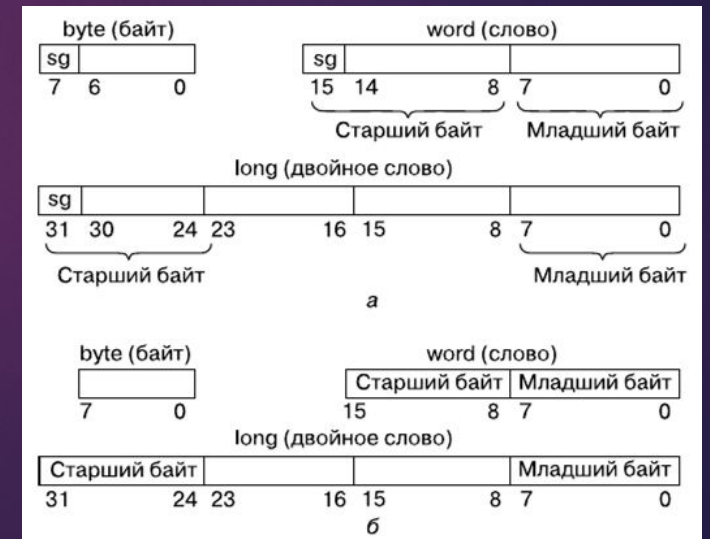 byte (байт) word (слово)
sg sg
7 6 0 15 14 8 7 0
Старший байт Младший байт
long (двойное слово)
sg
31 30 24 23 16 15 8 7 0
Старший байт Младший байт
а
byte (байт) word (слово)
Старший байт Младший байт
7 0 15 8 7 0
long (двойное слово)
Старший байт Младший байт
31 24 23 16 15 8 7 0
б